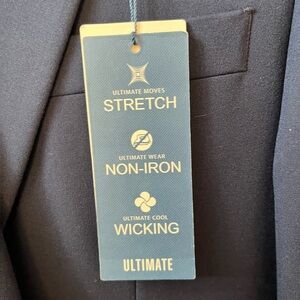 ULTIMATE MOVES
STRETCH
ULTIMATE WEAR
NON-IRON
ULTIMATE COOL
WICKING
ULTIMATE